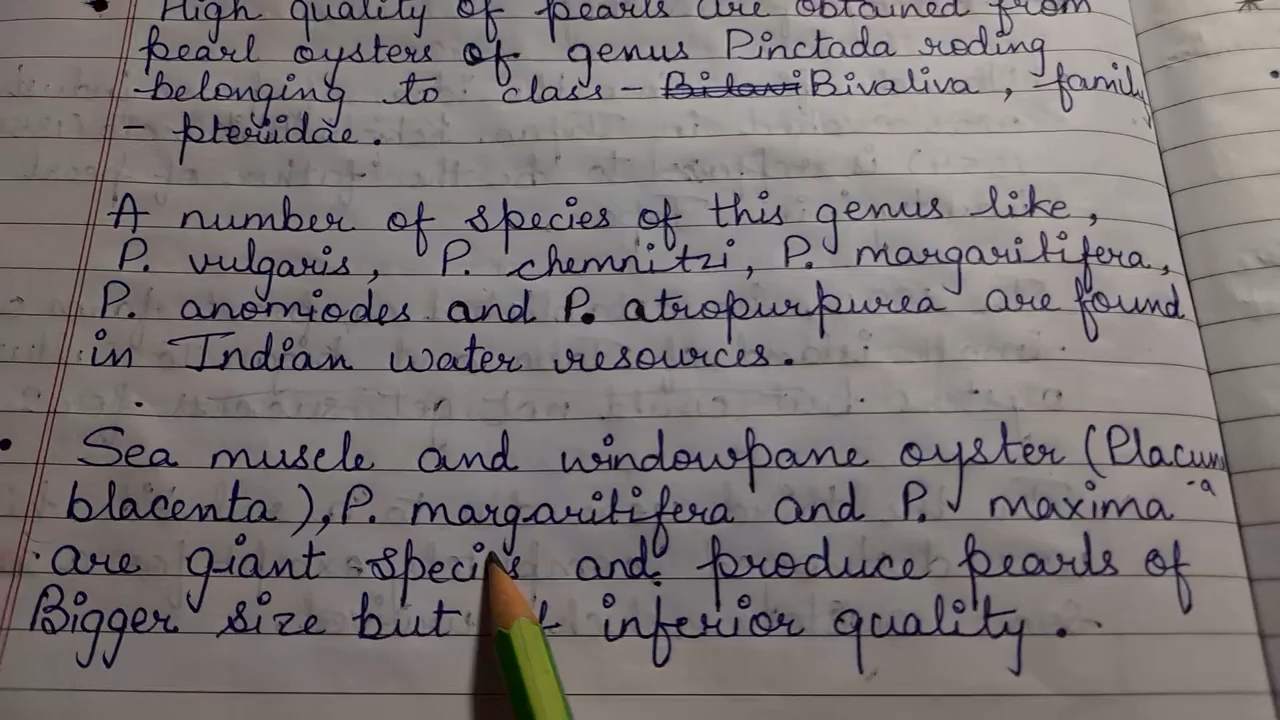 High quality of pearls are obtained from
pearl oysters of genus Pinctada roding
belonging to class - Bivaliva, family
- pteriidae.
A number of species of this genus like,
P. vulgaris, P. chemnitzi, P. margaritifera,
P. anomiodes and P. atropurpurea are found
in Indian water resources.
Sea muscle and windowpane oyster (Placuna
placenta), P. margaritifera and P. maxima
are giant species and produce pearls of
Bigger size but inferior quality.